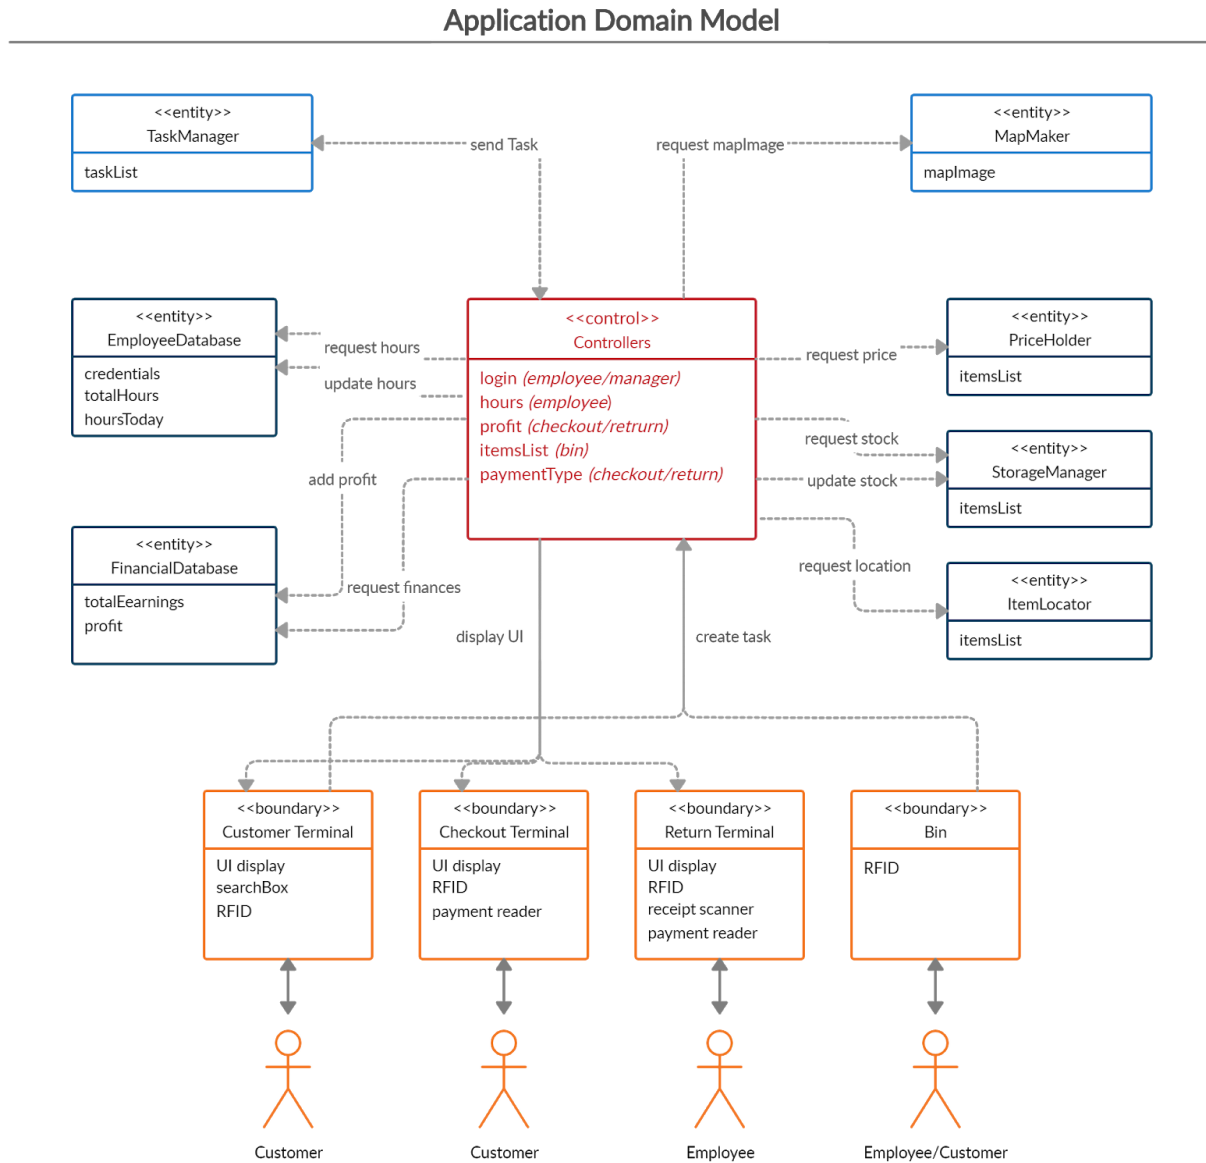 Application Domain Model
<<entity>>
TaskManager
taskList
send Task
request mapImage
<<entity>>
MapMaker
mapImage
<<entity>>
EmployeeDatabase
credentials
totalHours
hoursToday
request hours
update hours
<<control>>
Controllers
login (employee/manager)
hours (employee)
profit (checkout/retrurn)
itemsList (bin)
paymentType (checkout/return)
request price
<<entity>>
PriceHolder
itemsList
request stock
update stock
<<entity>>
StorageManager
itemsList
add profit
<<entity>>
FinancialDatabase
totalEearnings
profit
request finances
request location
<<entity>>
ItemLocator
itemsList
display UI
create task
<<boundary>>
Customer Terminal
UI display
searchBox
RFID
<<boundary>>
Checkout Terminal
UI display
RFID
payment reader
<<boundary>>
Return Terminal
UI display
RFID
receipt scanner
payment reader
<<boundary>>
Bin
RFID
Customer
Customer
Employee
Employee/Customer